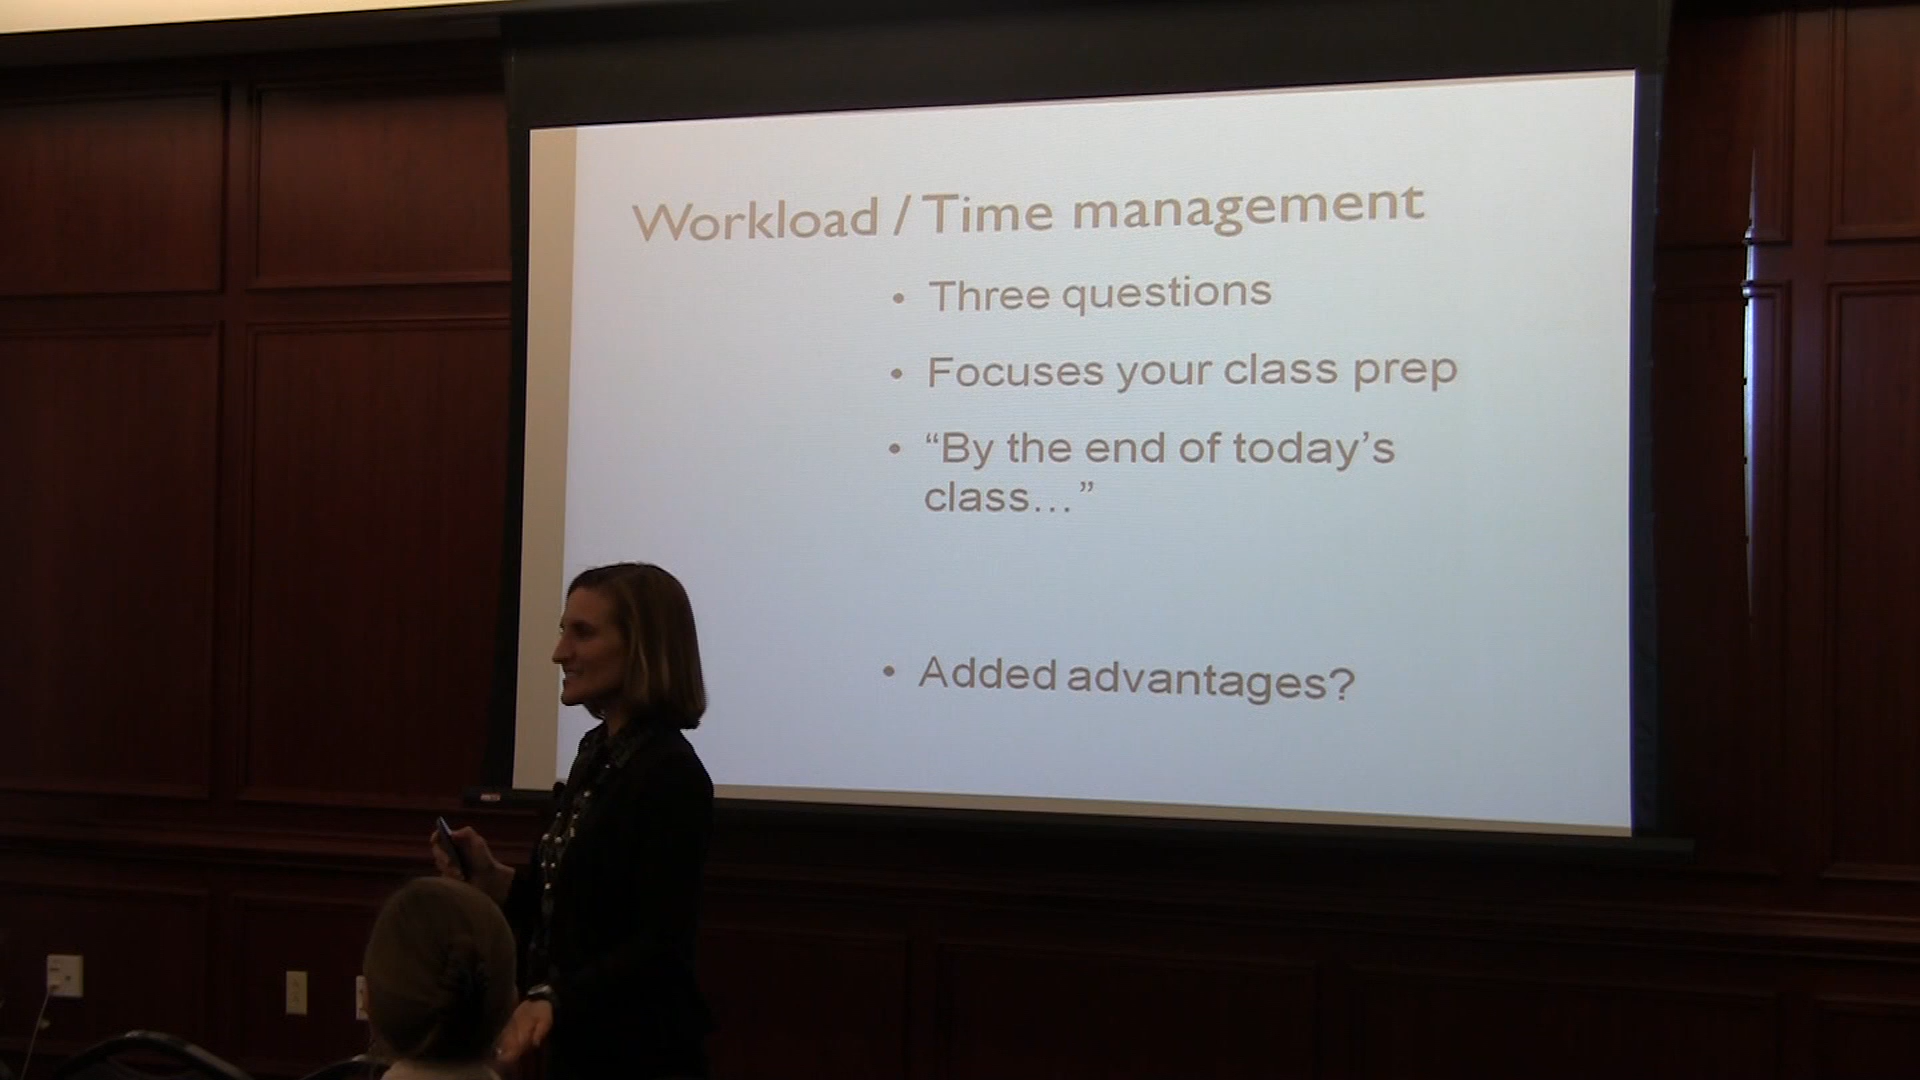 Workload / Time management
• Three questions
• Focuses your class prep
• “By the end of today’s
class…”
• Added advantages?